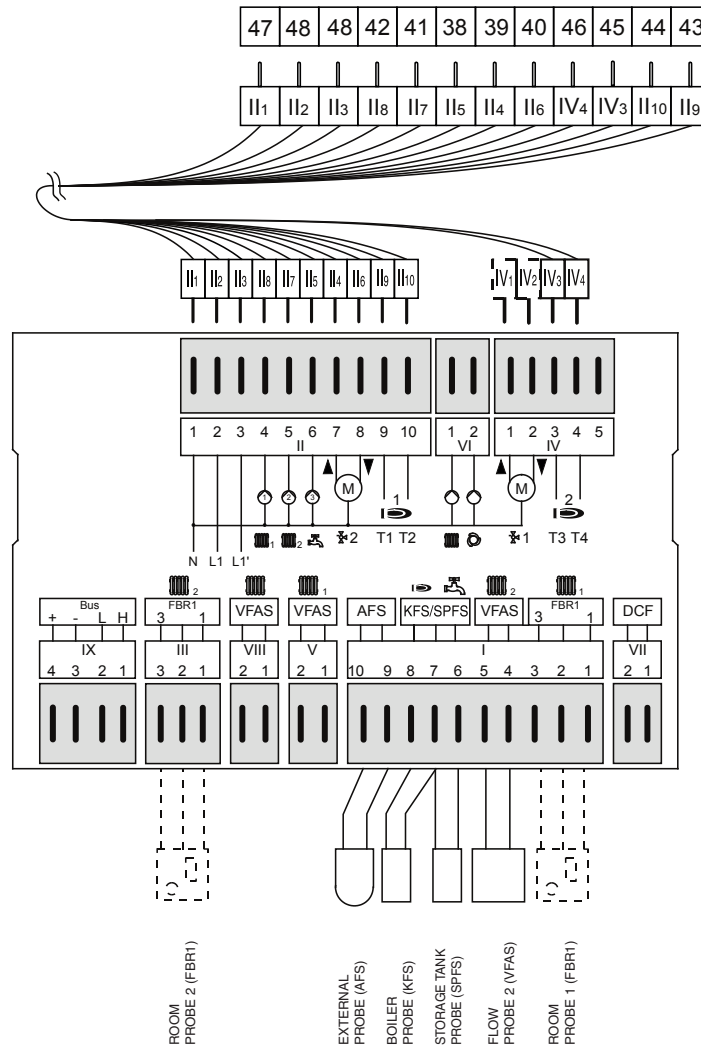 47 48 48 42 41 38 39 40 46 45 44 43
II1 II2 II3 II8 II7 II5 II4 II6 IV4 IV3 II10 II9
II1 II2 II3 II8 II7 II5 II4 II6 II9 II10 IV1 IV2 IV3 IV4
1 2 3 4 5 6 7 8 9 10 1 2 1 2 3 4 5
II VI IV
1 2 3 M 1 M 2
1 2 2 T1 T2 1 T3 T4
N L1 L1'
2 1 2 1
Bus FBR1 VFAS VFAS AFS KFS/SPFS VFAS FBR1 DCF
+ - L H 3 1 3 1
IX III VIII V I VII
4 3 2 1 3 2 1 2 1 2 1 10 9 8 7 6 5 4 3 2 1 2 1
ROOM
PROBE 2 (FBR1)
EXTERNAL
PROBE (AFS)
BOILER
PROBE (KFS)
STORAGE TANK
PROBE (SPFS)
FLOW
PROBE 2 (VFAS)
ROOM
PROBE 1 (FBR1)